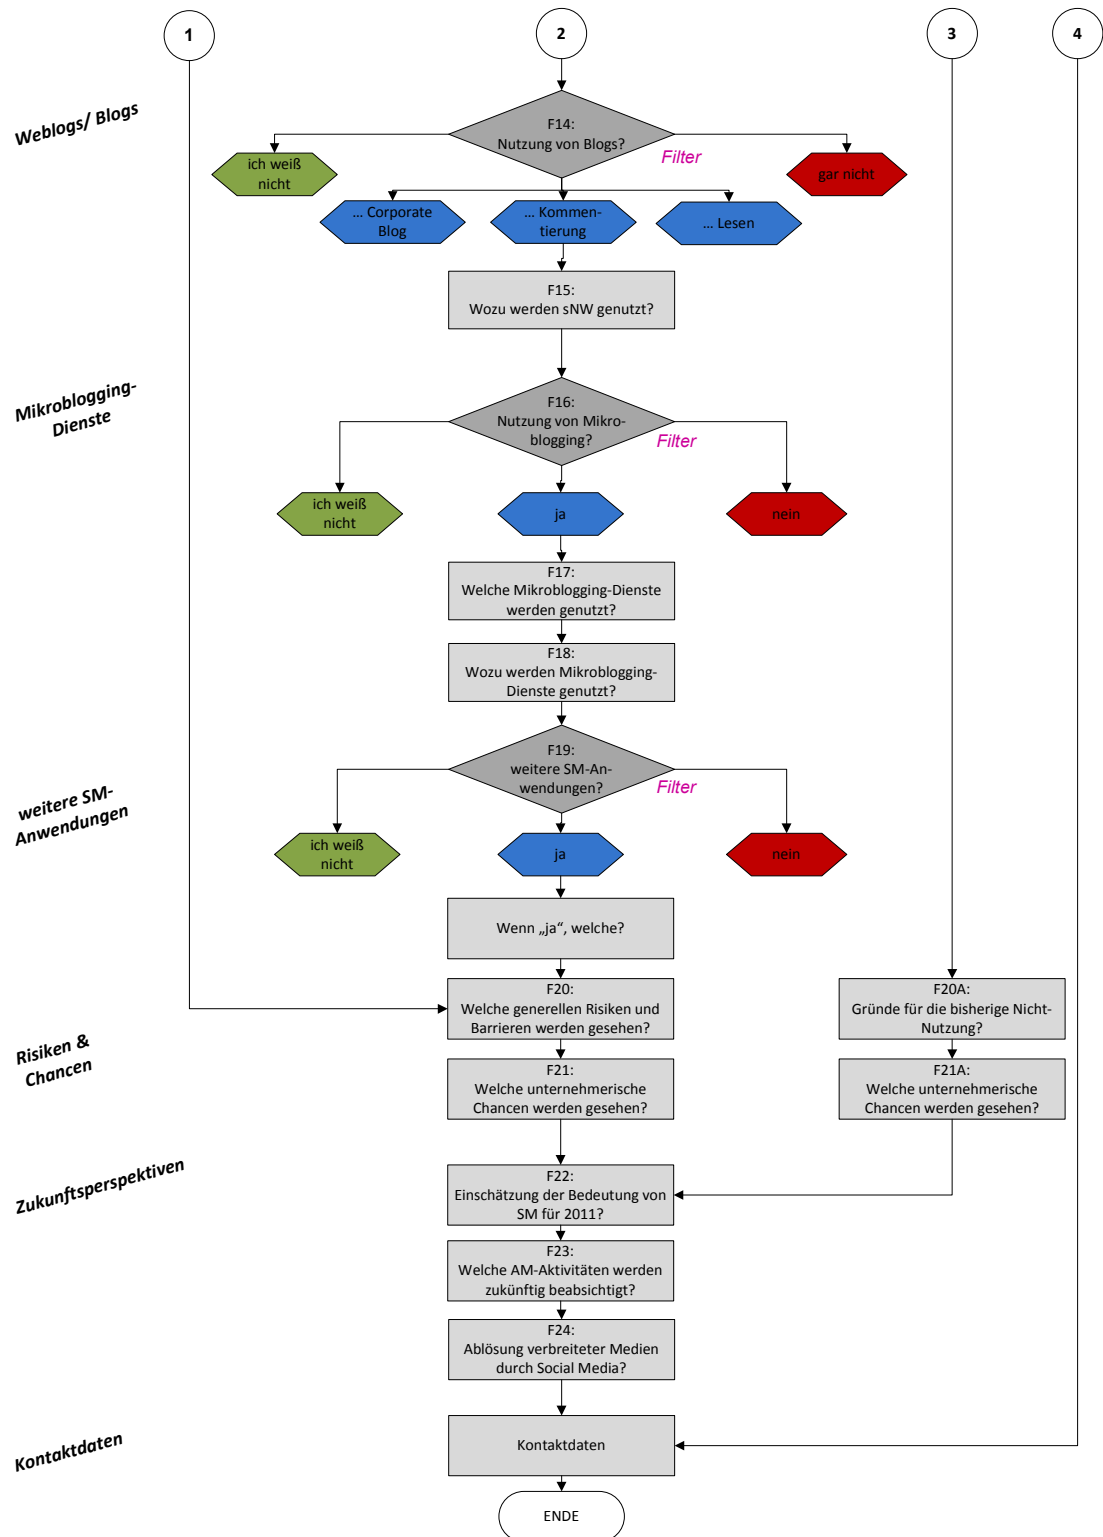 1
2
3
4
Weblogs/ Blogs
F14:
Nutzung von Blogs?
Filter
ich weiß
nicht
gar nicht
... Corporate
Blog
... Kommen-
tierung
... Lesen
F15:
Wozu werden sNW genutzt?
Mikroblogging-
Dienste
F16:
Nutzung von Mikro-
blogging?
Filter
ich weiß
nicht
ja
nein
F17:
Welche Mikroblogging-Dienste
werden genutzt?
F18:
Wozu werden Mikroblogging-
Dienste genutzt?
weitere SM-
Anwendungen
F19:
weitere SM-An-
wendungen?
Filter
ich weiß
nicht
ja
nein
Wenn „ja“, welche?
Risiken &
Chancen
F20:
Welche generellen Risiken und
Barrieren werden gesehen?
F20A:
Gründe für die bisherige Nicht-
Nutzung?
F21:
Welche unternehmerische
Chancen werden gesehen?
F21A:
Welche unternehmerische
Chancen werden gesehen?
Zukunftsperspektiven
F22:
Einschätzung der Bedeutung von
SM für 2011?
F23:
Welche AM-Aktivitäten werden
zukünftig beabsichtigt?
F24:
Ablösung verbreiteter Medien
durch Social Media?
Kontaktdaten
Kontaktdaten
ENDE